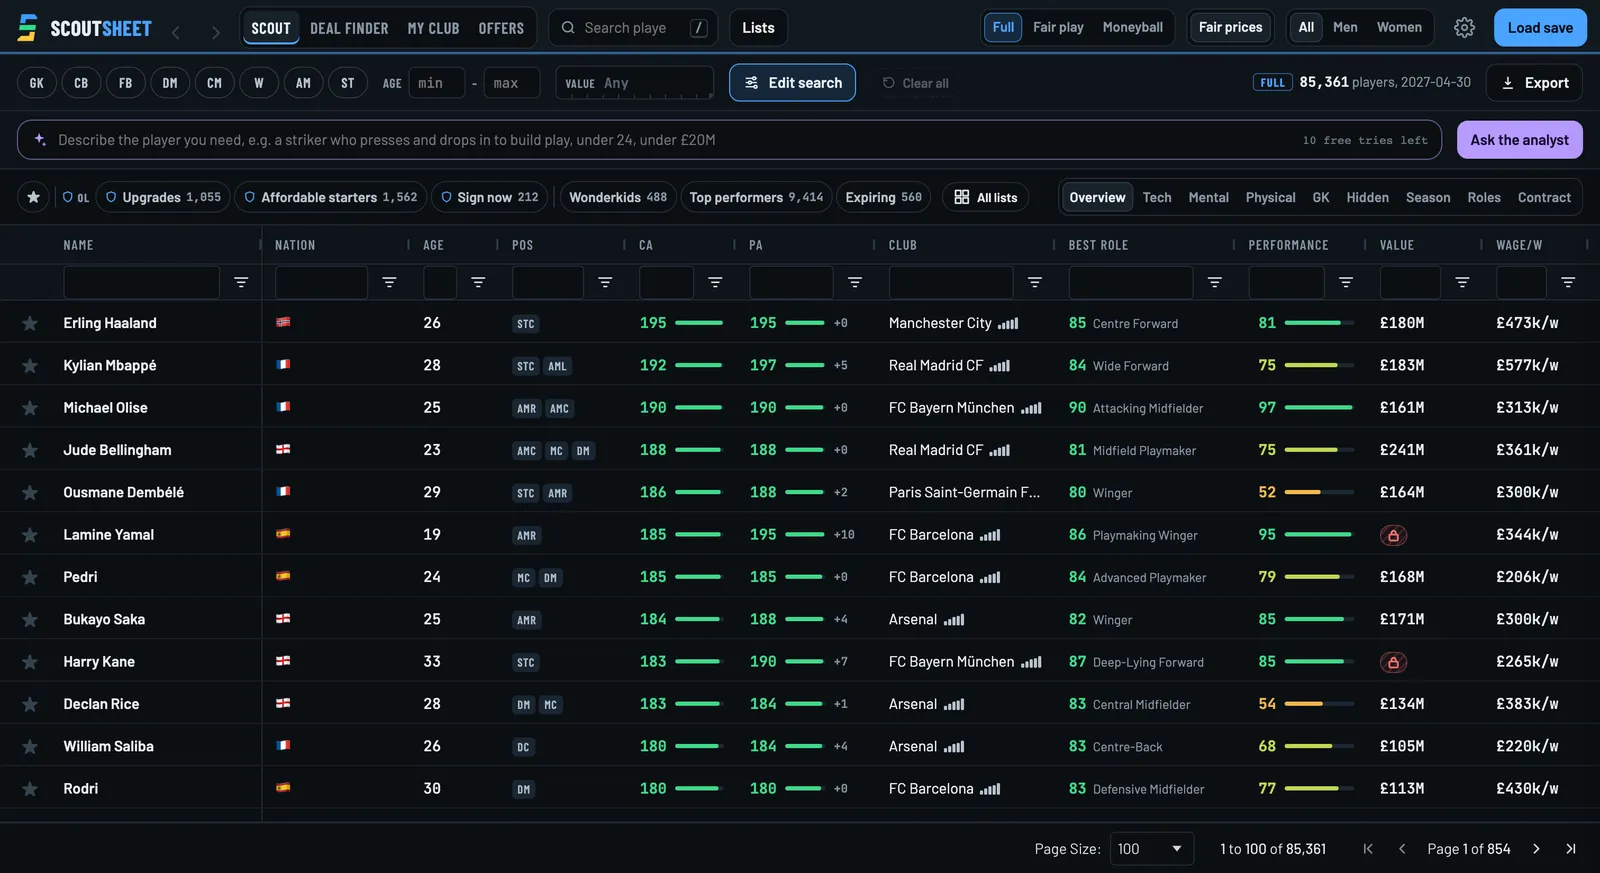 SCOUTSHEET SCOUT DEAL FINDER MY CLUB OFFERS Search playe / Lists Full Fair play Moneyball Fair prices All Men Women Load save
GK CB FB DM CM W AM ST AGE min - max VALUE Any Edit search Clear all FULL 85,361 players, 2027-04-30 Export
Describe the player you need, e.g. a striker who presses and drops in to build play, under 24, under £20M 10 free tries left Ask the analyst
OL Upgrades 1,055 Affordable starters 1,562 Sign now 212 Wonderkids 488 Top performers 9,414 Expiring 560 All lists Overview Tech Mental Physical GK Hidden Season Roles Contract
NAME NATION AGE POS CA PA CLUB BEST ROLE PERFORMANCE VALUE WAGE/W
Erling Haaland 26 STC 195 195 +0 Manchester City 85 Centre Forward 81 £180M £473k/w
Kylian Mbappé 28 STC AML 192 197 +5 Real Madrid CF 84 Wide Forward 75 £183M £577k/w
Michael Olise 25 AMR AMC 190 190 +0 FC Bayern München 90 Attacking Midfielder 97 £161M £313k/w
Jude Bellingham 23 AMC MC DM 188 188 +0 Real Madrid CF 81 Midfield Playmaker 75 £241M £361k/w
Ousmane Dembélé 29 STC AMR 186 188 +2 Paris Saint-Germain F... 80 Winger 52 £164M £300k/w
Lamine Yamal 19 AMR 185 195 +10 FC Barcelona 86 Playmaking Winger 95 £344k/w
Pedri 24 MC DM 185 185 +0 FC Barcelona 84 Advanced Playmaker 79 £168M £206k/w
Bukayo Saka 25 AMR 184 188 +4 Arsenal 82 Winger 85 £171M £300k/w
Harry Kane 33 STC 183 190 +7 FC Bayern München 87 Deep-Lying Forward 85 £265k/w
Declan Rice 28 DM MC 183 184 +1 Arsenal 83 Central Midfielder 54 £134M £383k/w
William Saliba 26 DC 180 184 +4 Arsenal 83 Centre-Back 68 £105M £220k/w
Rodri 30 DM 180 180 +0 FC Barcelona 83 Defensive Midfielder 77 £113M £430k/w
Page Size: 100 1 to 100 of 85,361 Page 1 of 854